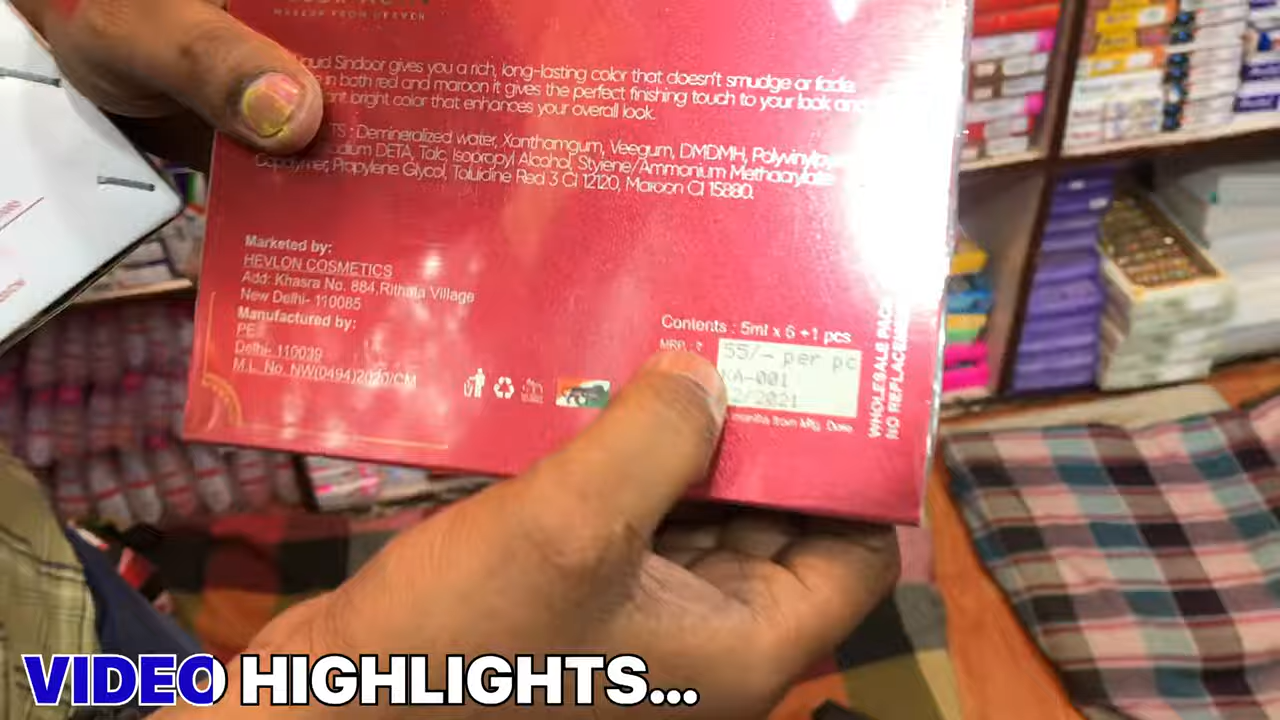 MAKEUP FROM HEAVEN
Liquid Sindoor gives you a rich, long-lasting color that doesn't smudge or fade.
in both red and maroon it gives the perfect finishing touch to your look and
bright color that enhances your overall look.
TS : Demineralized water, Xanthamgum, Veegum, DMDMH,
DETA, Talc, Isopropyl Alcohol, Styrene/Ammonium Methacrylate
Copolymer, Propylene Glycol, Toluidine Red 3 CI 12120, Maroon CI 15880.
Marketed by:
HEVLON COSMETICS
Add: Khasra No. 884,Rithala Village
New Delhi- 110085
Manufactured by:
PE
Delhi- 110039
M.L. No. NW(0494)2020/CM
Contents : 5ml x 6 +1 pcs
MRP : ₹ 55/- per pc
KA-001
2/2021
months from Mfg. Date
WHOLESALE PACK
NO REPLACEMENT
VIDEO HIGHLIGHTS...